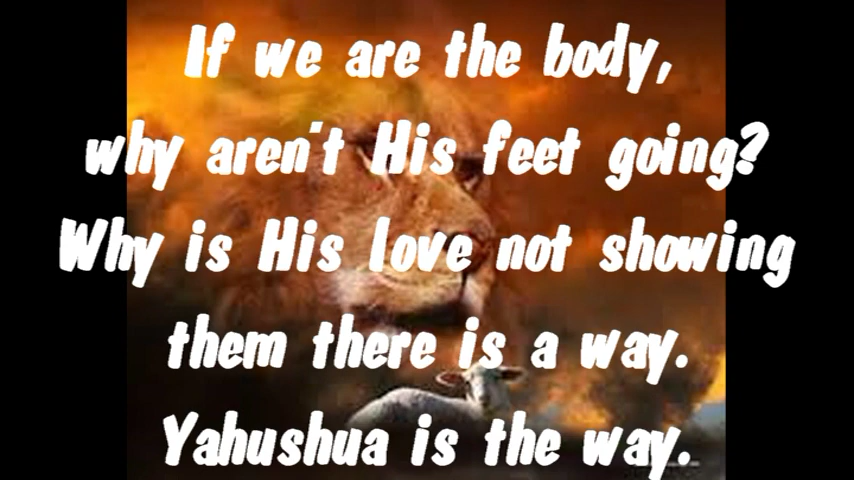 If we are the body,
why aren't His feet going?
Why is His love not showing
them there is a way.
Yahushua is the way.